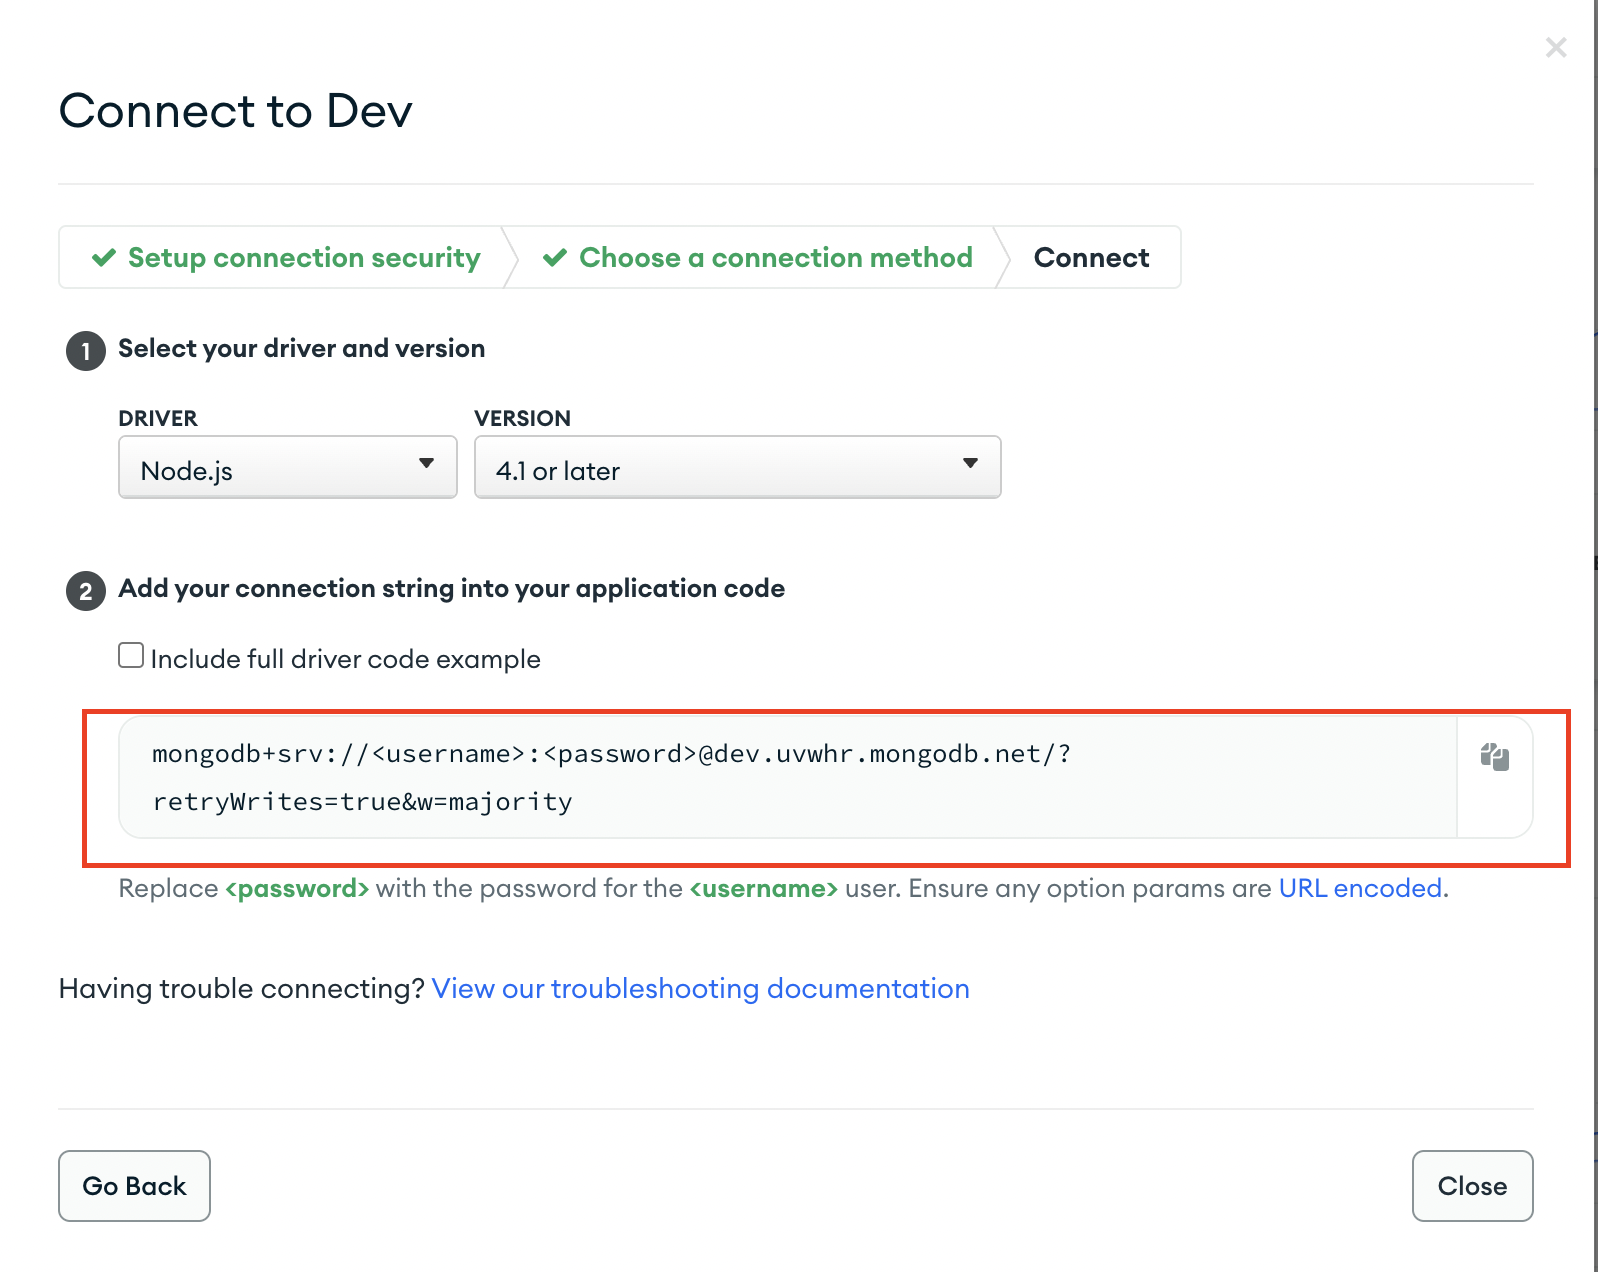 Connect to Dev
Setup connection security
Choose a connection method
Connect
1 Select your driver and version
DRIVER
VERSION
Node.js
4.1 or later
2 Add your connection string into your application code
Include full driver code example
mongodb+srv://<username>:<password>@dev.uvwhr.mongodb.net/?
retryWrites=true&w=majority
Replace <password> with the password for the <username> user. Ensure any option params are URL encoded.
Having trouble connecting? View our troubleshooting documentation
Go Back
Close